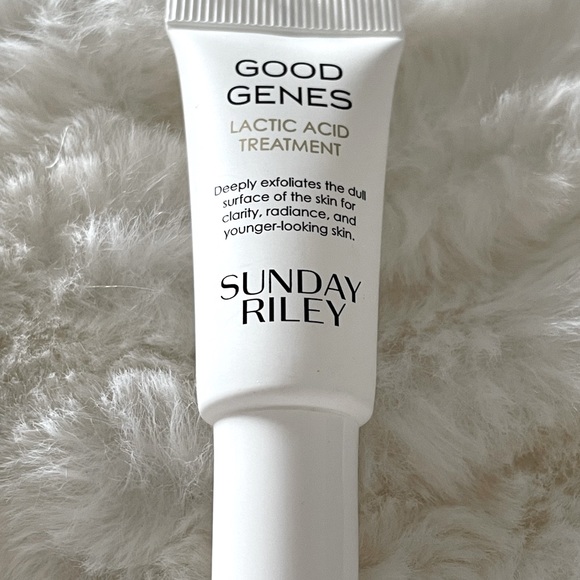 GOOD
GENES
LACTIC ACID
TREATMENT
Deeply exfoliates the dull
surface of the skin for
clarity, radiance, and
younger-looking skin.
SUNDAY
RILEY